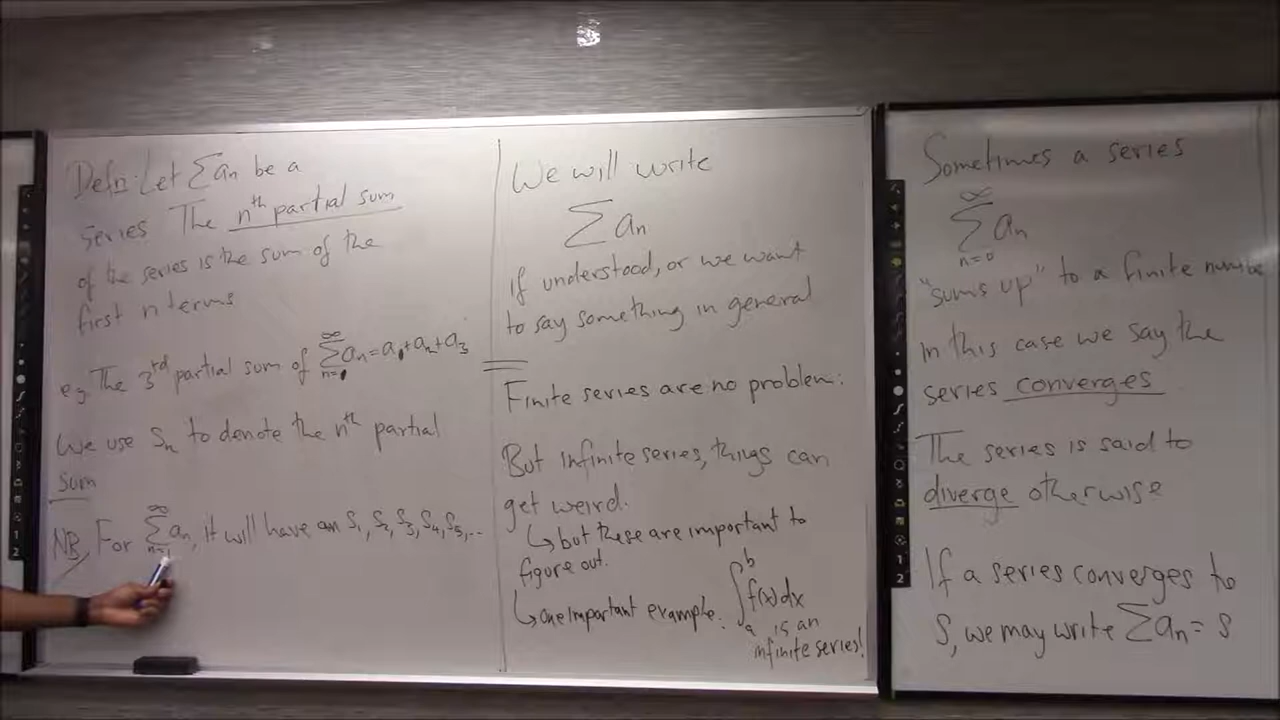 Defn: Let ∑ an be a
series The nth partial sum
of the series is the sum of the
first n terms
e.g. The 3rd partial sum of ∑_{n=1}^{∞} an = a1 + an + a3
We use Sn to denote the nth partial
sum
NB, For ∑_{n=1}^{∞} an, it will have an S1, S2, S3, S4, S5, ...
We will write
∑ an
if understood, or we want
to say something in general
Finite series are no problem:
But infinite series, things can
get weird.
↳ but these are important to
figure out.
↳ one important example: ∫_a^b f(x)dx
is an
infinite series!
Sometimes a series
∑_{n=0}^{∞} an
"sums up" to a finite number
In this case we say the
series converges
The series is said to
diverge otherwise
If a series converges to
S, we may write ∑ an = S